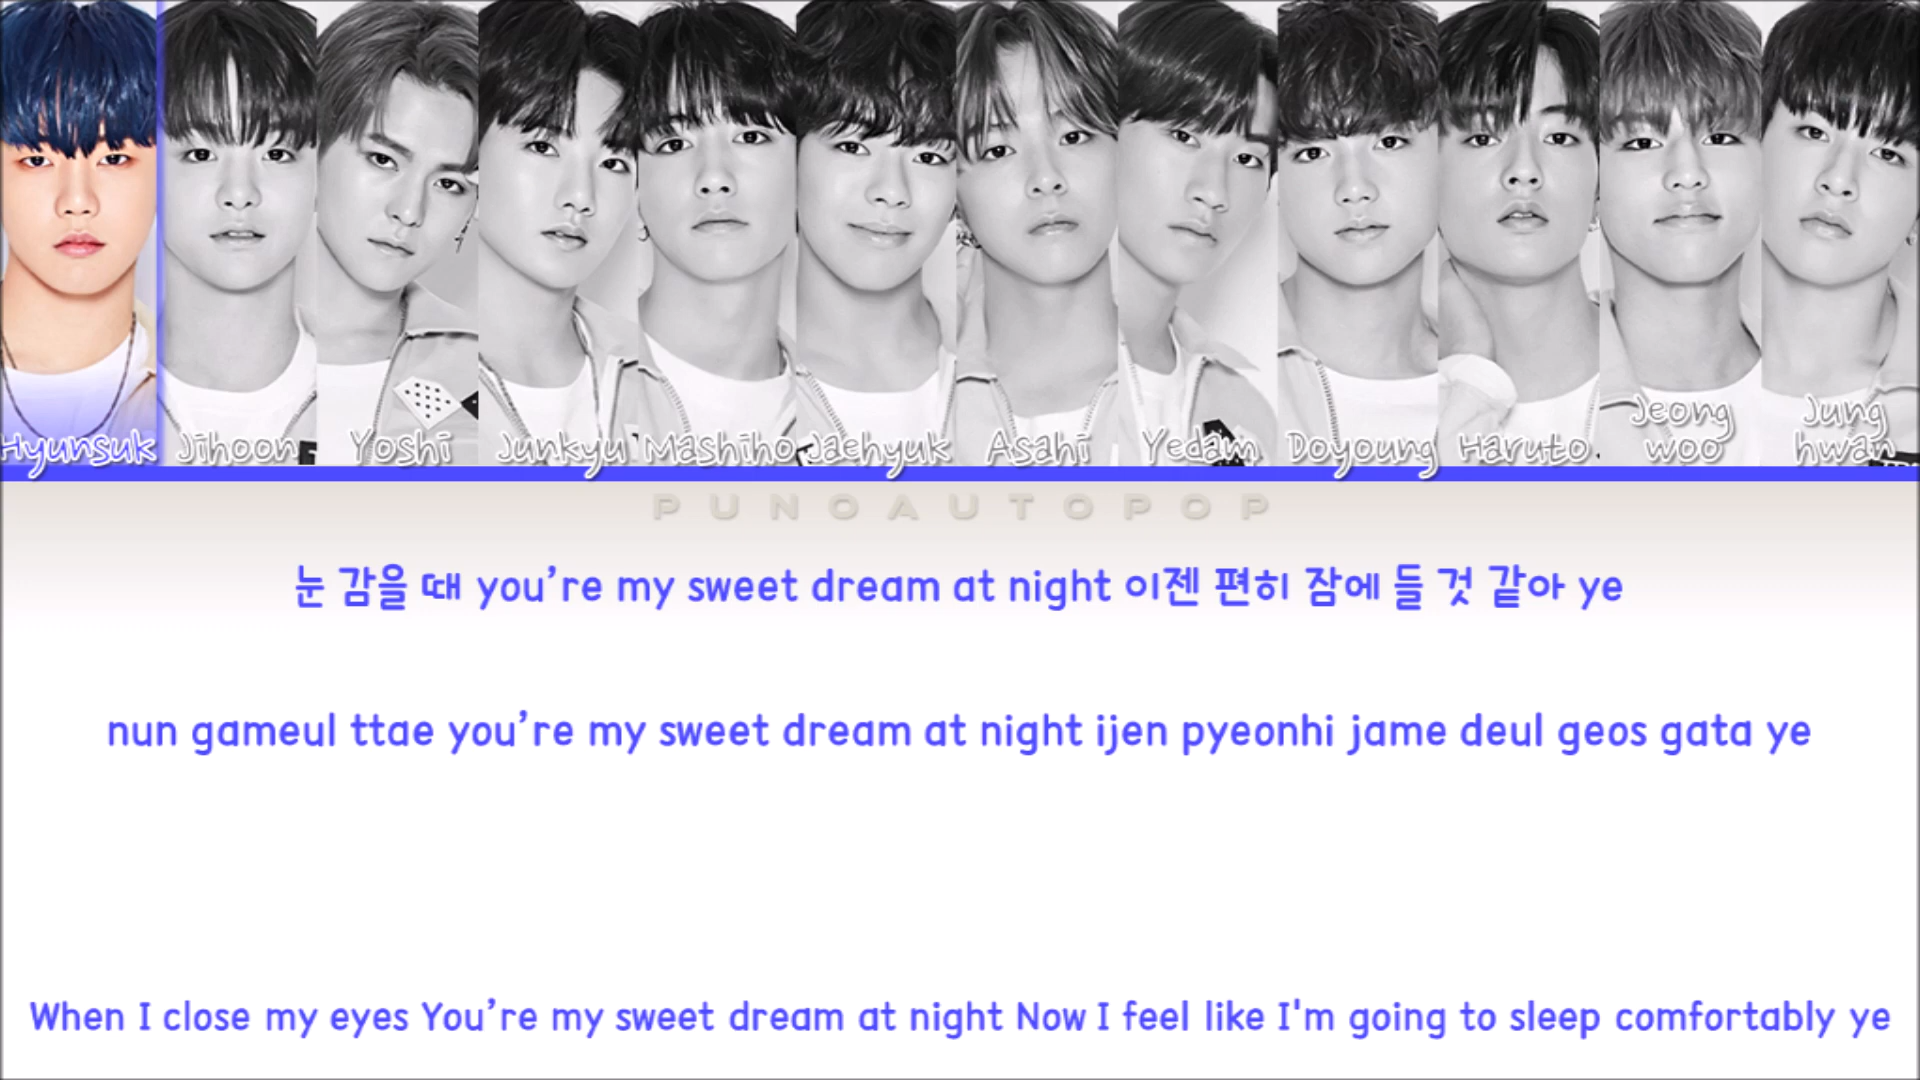 Hyunsuk Jihoon Yoshi Junkyu Mashiho Jaehyuk Asahi Yedam Doyoung Haruto Jeong woo Jung hwan
PUNOAUTOPOP
눈 감을 때 you’re my sweet dream at night 이젠 편히 잠에 들 것 같아 ye
nun gameul ttae you’re my sweet dream at night ijen pyeonhi jame deul geos gata ye
When I close my eyes You’re my sweet dream at night Now I feel like I'm going to sleep comfortably ye